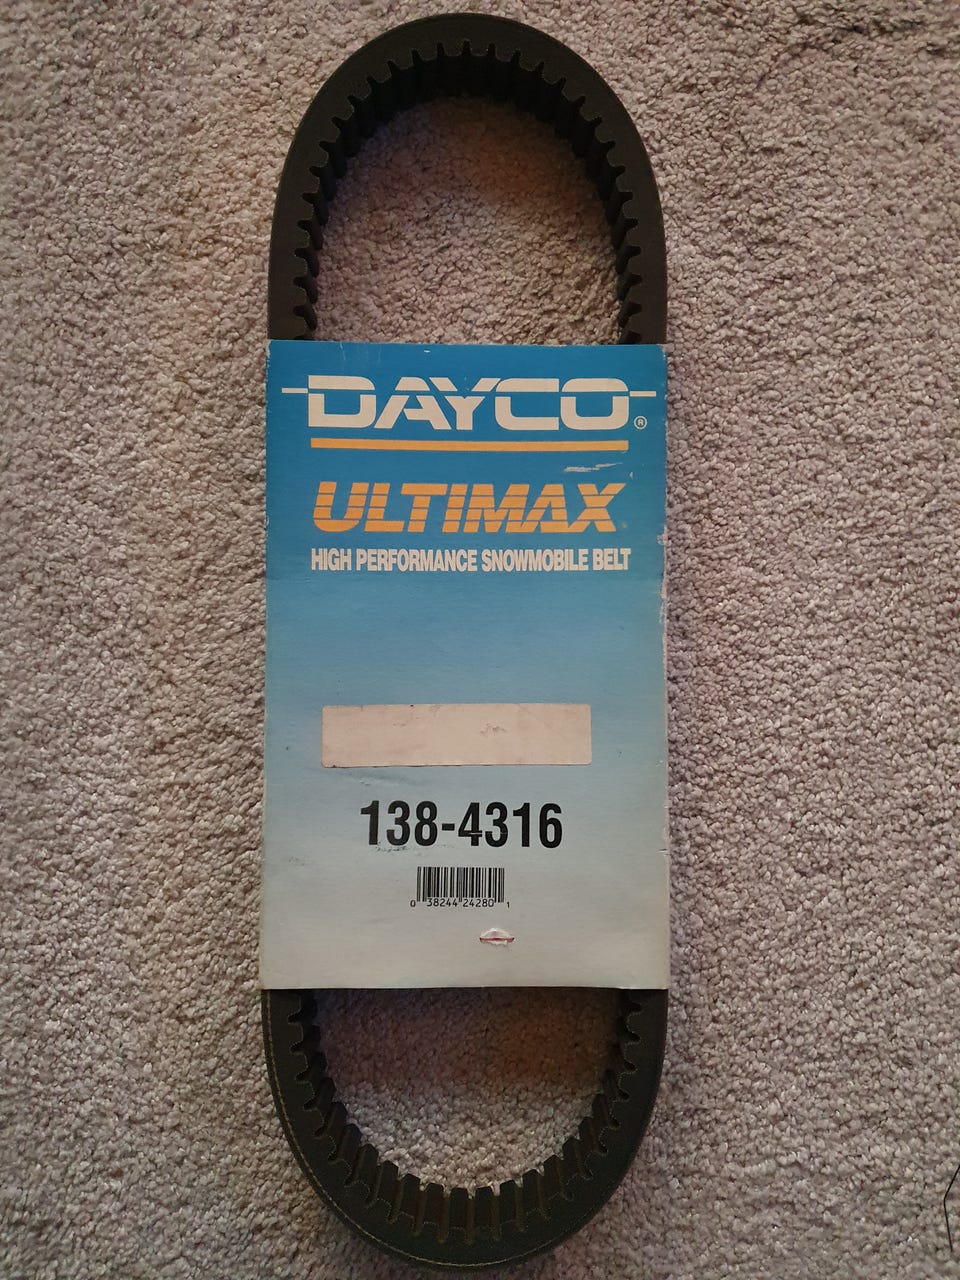 DAYCO®
ULTIMAX
HIGH PERFORMANCE SNOWMOBILE BELT
138-4316
0 38244 24280 1